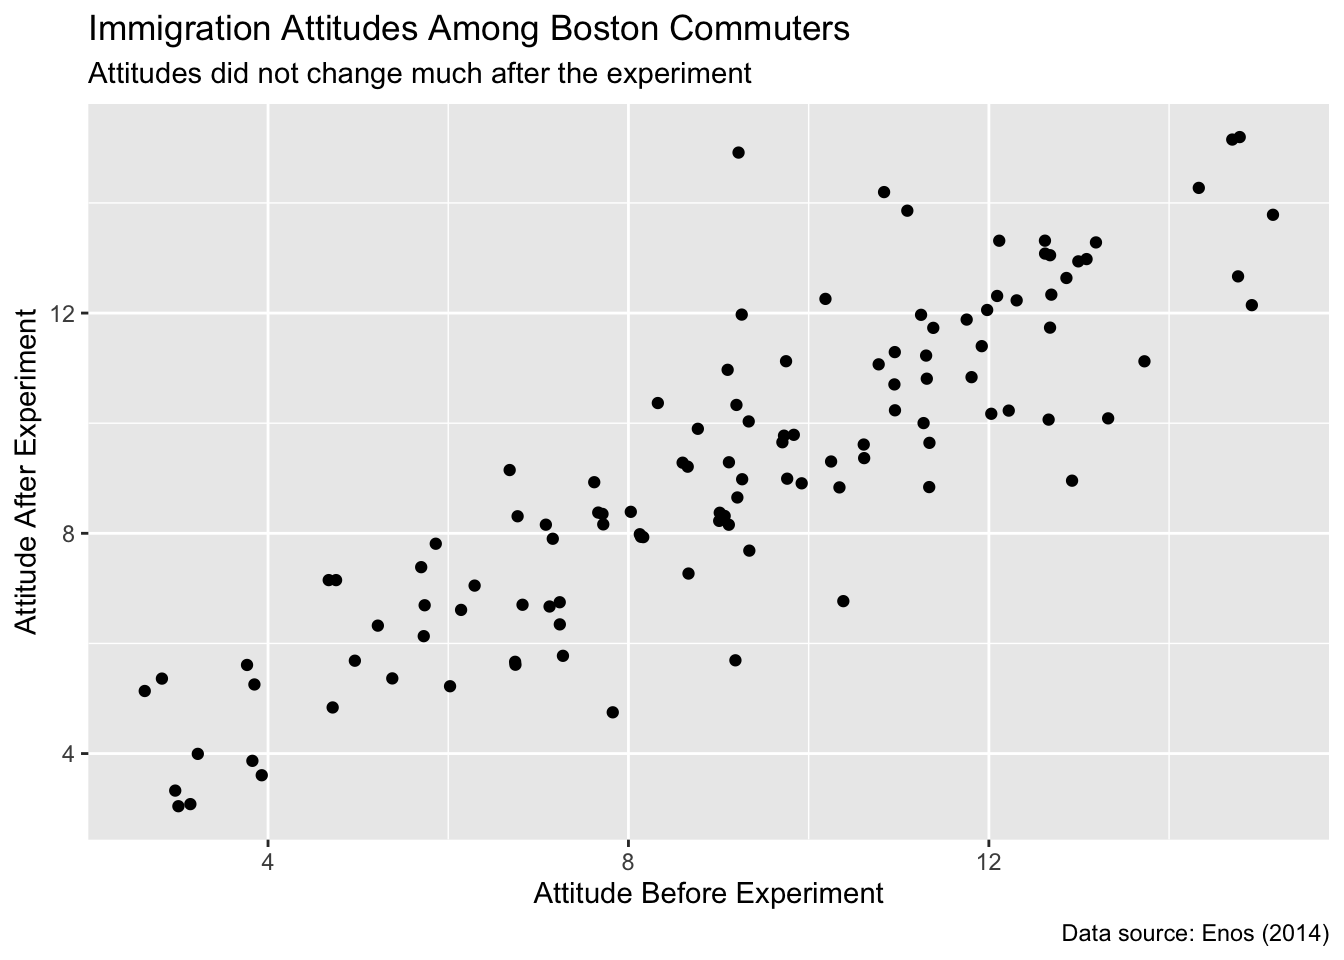 Immigration Attitudes Among Boston Commuters
Attitudes did not change much after the experiment
Attitude After Experiment
12
8
4
4
8
12
Attitude Before Experiment
Data source: Enos (2014)